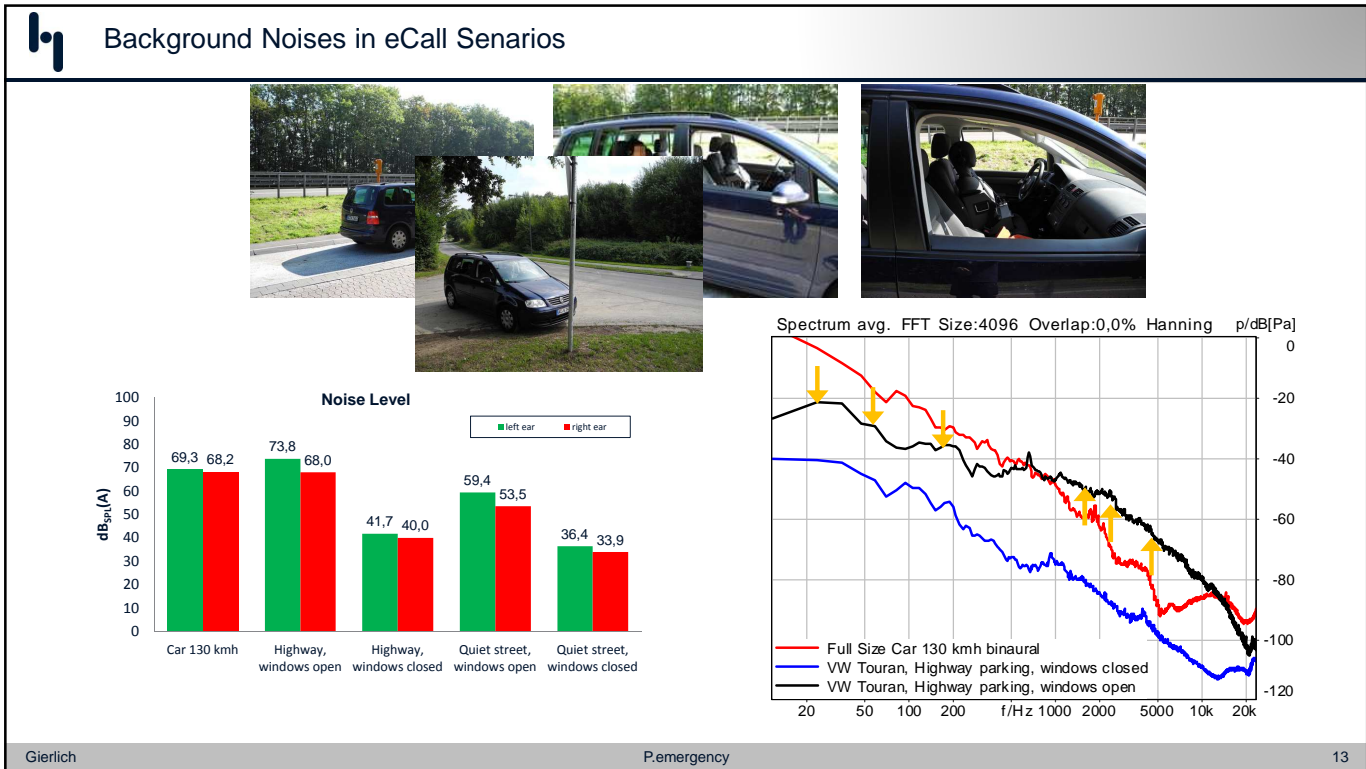 Background Noises in eCall Senarios
Noise Level
left ear
right ear
dBSPL(A)
100
90
80
70
60
50
40
30
20
10
0
69,3 68,2
73,8 68,0
41,7 40,0
59,4 53,5
36,4 33,9
Car 130 kmh
Highway,
windows open
Highway,
windows closed
Quiet street,
windows open
Quiet street,
windows closed
Spectrum avg. FFT Size:4096 Overlap:0,0% Hanning p/dB[Pa]
0
-20
-40
-60
-80
-100
-120
Full Size Car 130 kmh binaural
VW Touran, Highway parking, windows closed
VW Touran, Highway parking, windows open
20 50 100 200 f/Hz 1000 2000 5000 10k 20k
Gierlich P.emergency 13